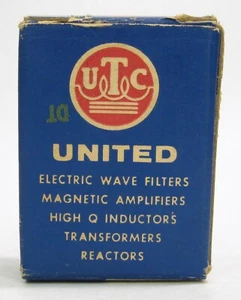 UTC
DT
UNITED
ELECTRIC WAVE FILTERS
MAGNETIC AMPLIFIERS
HIGH Q INDUCTORS
TRANSFORMERS
REACTORS